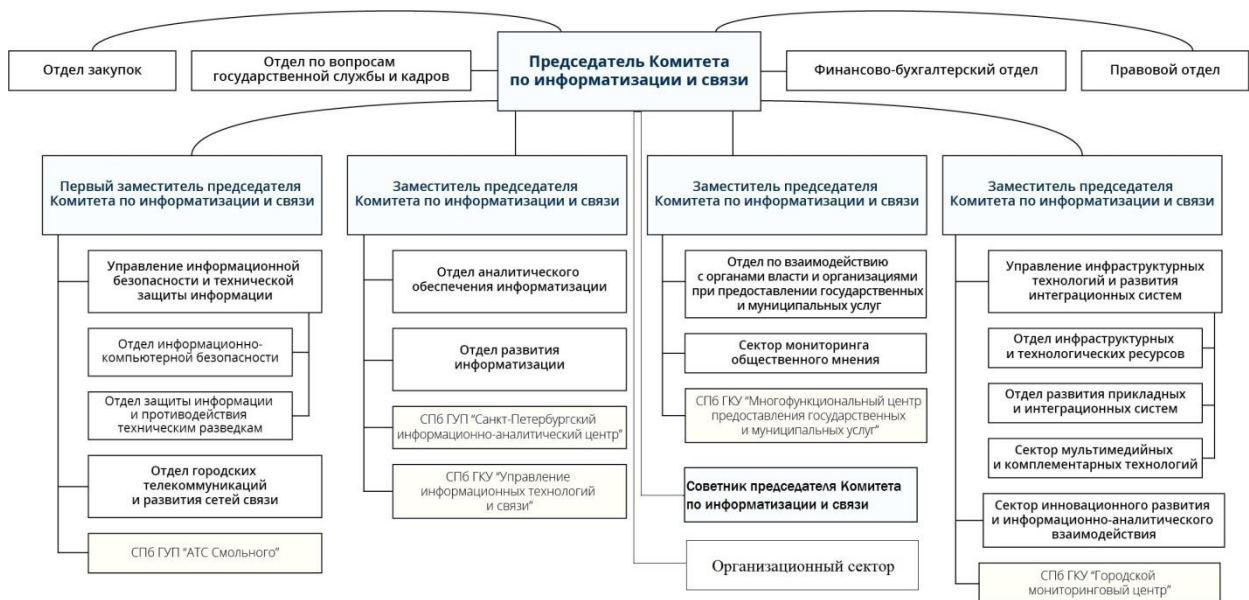 Председатель Комитета
по информатизации и связи
Отдел закупок
Отдел по вопросам
государственной службы и кадров
Финансово-бухгалтерский отдел
Правовой отдел
Первый заместитель председателя
Комитета по информатизации и связи
Управление информационной
безопасности и технической
защиты информации
Отдел информационно-
компьютерной безопасности
Отдел защиты информации
и противодействия
техническим разведкам
Отдел городских
телекоммуникаций
и развития сетей связи
СПб ГУП "АТС Смольного"
Заместитель председателя
Комитета по информатизации и связи
Отдел аналитического
обеспечения информатизации
Отдел развития
информатизации
СПб ГУП "Санкт-Петербургский
информационно-аналитический центр"
СПб ГКУ "Управление
информационных технологий
и связи"
Заместитель председателя
Комитета по информатизации и связи
Отдел по взаимодействию
с органами власти и организациями
при предоставлении государственных
и муниципальных услуг
Сектор мониторинга
общественного мнения
СПб ГКУ "Многофункциональный центр
предоставления государственных
и муниципальных услуг"
Советник председателя Комитета
по информатизации и связи
Организационный сектор
Заместитель председателя
Комитета по информатизации и связи
Управление инфраструктурных
технологий и развития
интеграционных систем
Отдел инфраструктурных
и технологических ресурсов
Отдел развития прикладных
и интеграционных систем
Сектор мультимедийных
и комплементарных технологий
Сектор инновационного развития
и информационно-аналитического
взаимодействия
СПб ГКУ "Городской
мониторинговый центр"